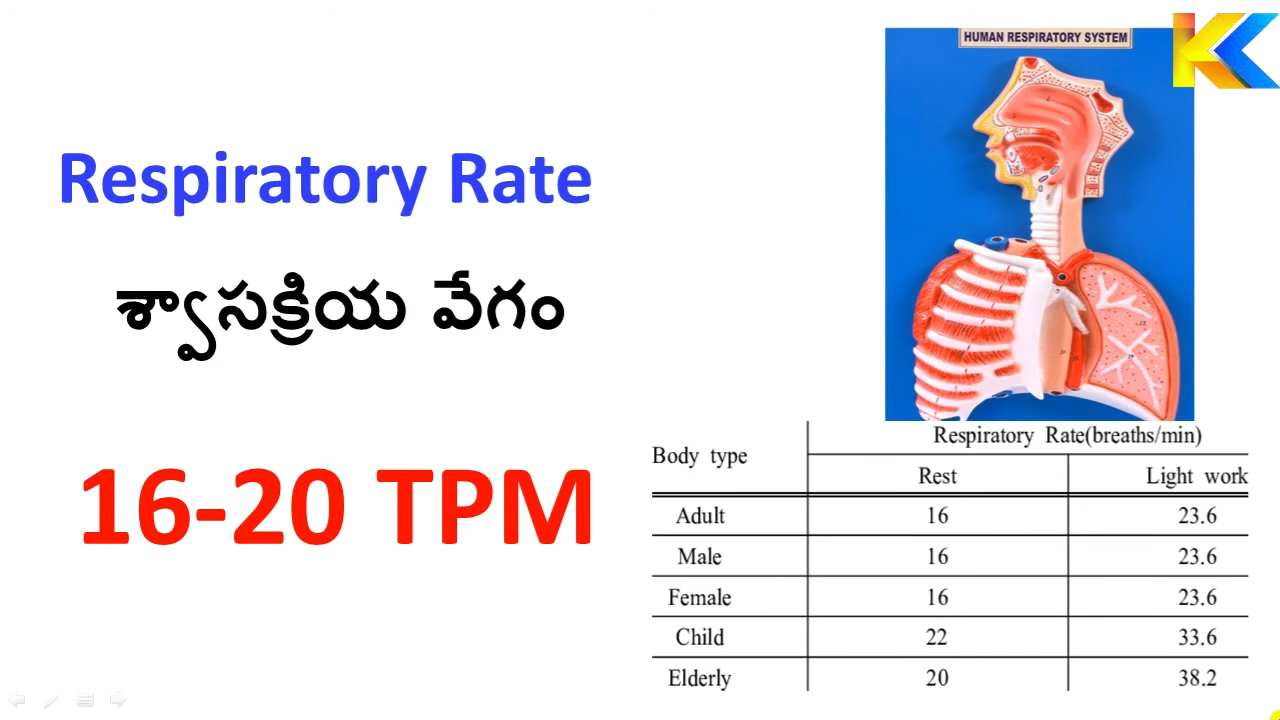 HUMAN RESPIRATORY SYSTEM
Respiratory Rate
శ్వాసక్రియ వేగం
16-20 TPM
Body type Respiratory Rate(breaths/min)
Rest Light work
Adult 16 23.6
Male 16 23.6
Female 16 23.6
Child 22 33.6
Elderly 20 38.2